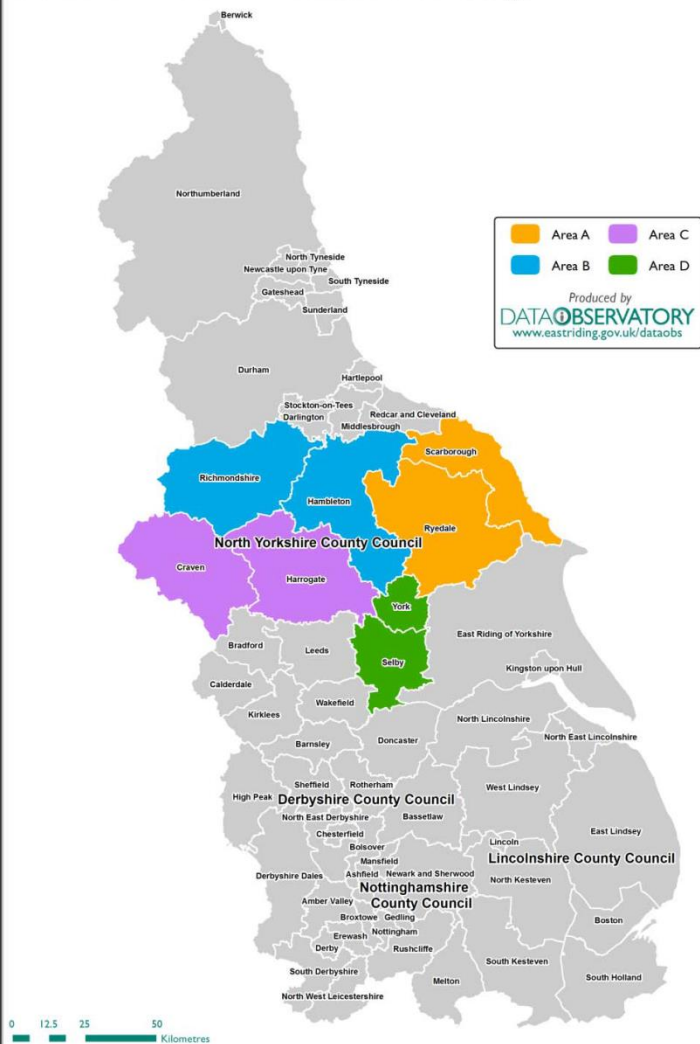 Berwick
Northumberland
North Tyneside
Newcastle upon Tyne
South Tyneside
Gateshead
Sunderland
Area A
Area C
Area B
Area D
Produced by
DATAOBSERVATORY
www.eastriding.gov.uk/dataobs
Durham
Hartlepool
Stockton-on-Tees
Redcar and Cleveland
Darlington
Middlesbrough
Scarborough
Richmondshire
Hambleton
Ryedale
North Yorkshire County Council
Craven
Harrogate
York
East Riding of Yorkshire
Bradford
Leeds
Selby
Kingston upon Hull
Calderdale
Wakefield
Kirklees
North Lincolnshire
North East Lincolnshire
Barnsley
Doncaster
Sheffield
Rotherham
West Lindsey
High Peak
Derbyshire County Council
North East Derbyshire
Bassetlaw
Chesterfield
East Lindsey
Bolsover
Lincoln
Mansfield
Lincolnshire County Council
Derbyshire Dales
Ashfield
Newark and Sherwood
North Kesteven
Nottinghamshire
County Council
Amber Valley
Broxtowe
Gedling
Boston
Erewash
Nottingham
Derby
Rushcliffe
South Derbyshire
South Kesteven
Melton
South Holland
North West Leicestershire
0 12.5 25 50
Kilometres